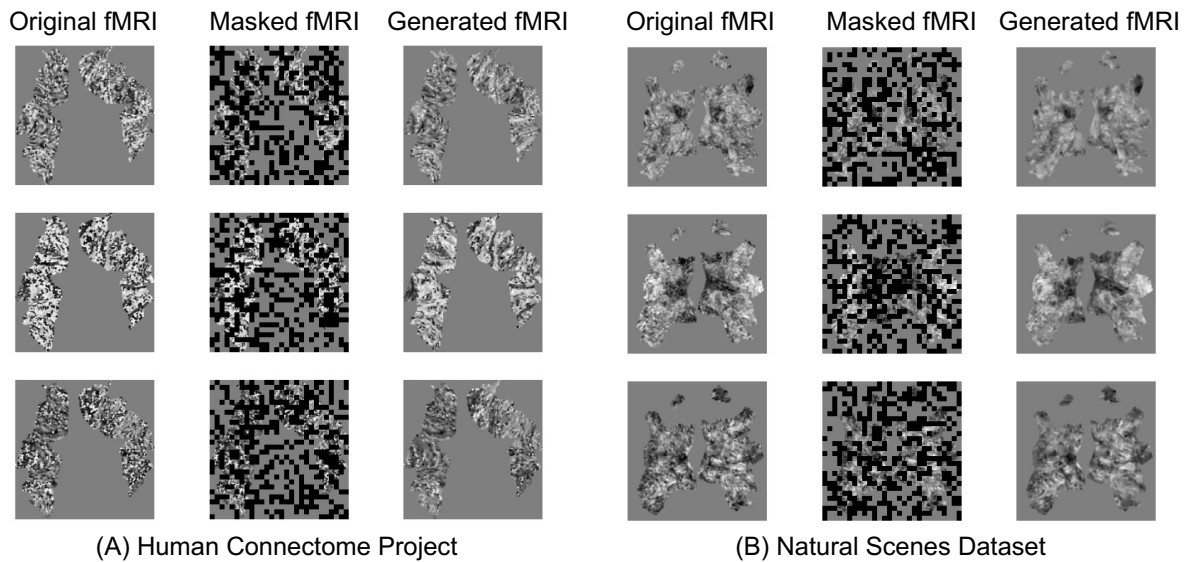 Original fMRI Masked fMRI Generated fMRI Original fMRI Masked fMRI Generated fMRI
(A) Human Connectome Project (B) Natural Scenes Dataset